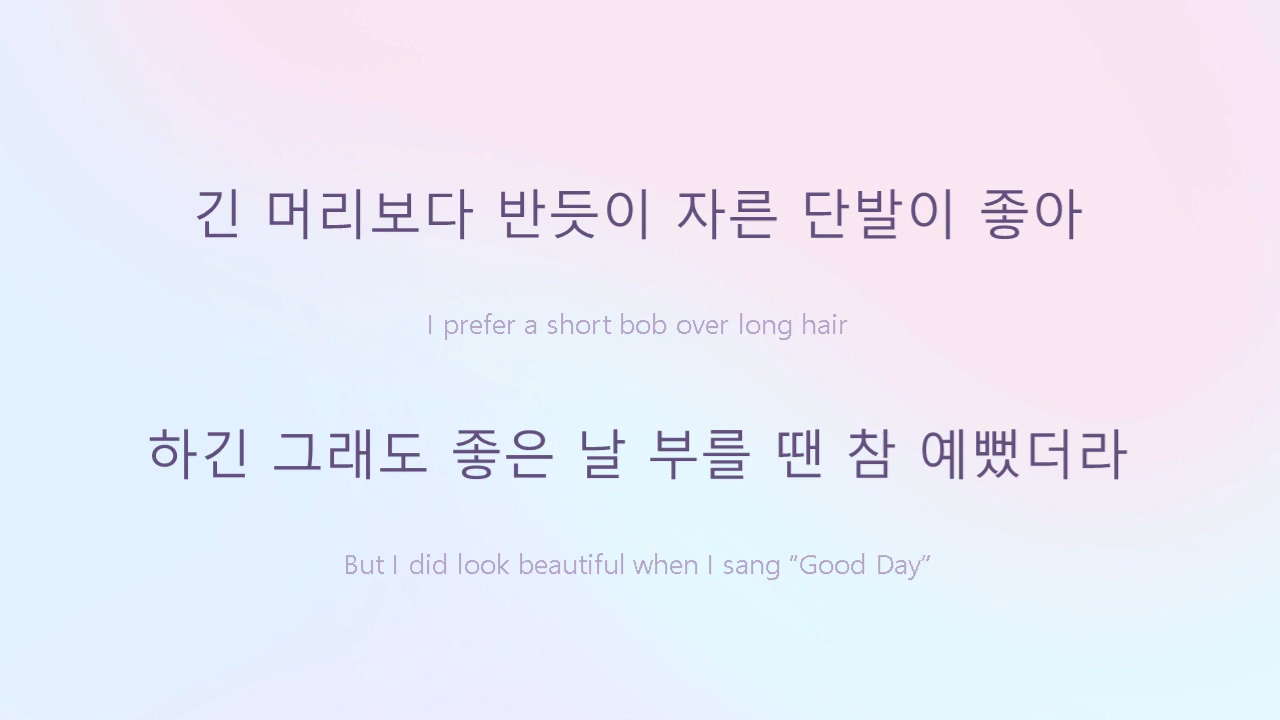 긴 머리보다 반듯이 자른 단발이 좋아
I prefer a short bob over long hair
하긴 그래도 좋은 날 부를 땐 참 예뻤더라
But I did look beautiful when I sang “Good Day”